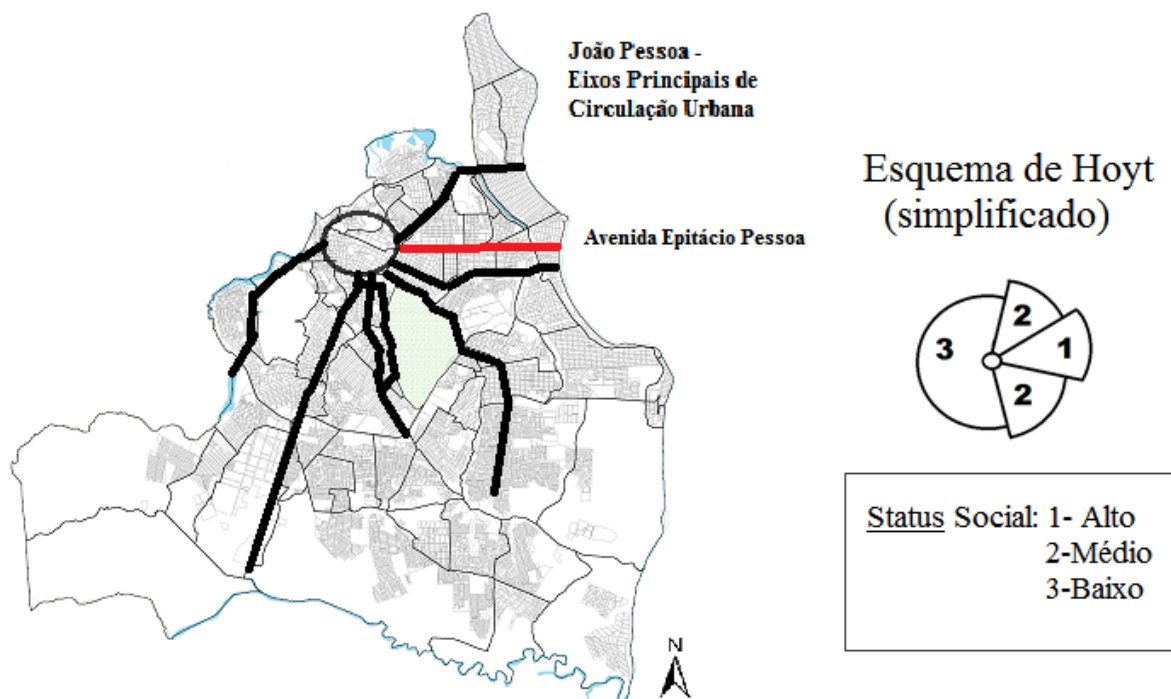 João Pessoa -
Eixos Principais de
Circulação Urbana
Avenida Epitácio Pessoa
N
Esquema de Hoyt
(simplificado)
2
3
1
2
Status Social: 1- Alto
2-Médio
3-Baixo